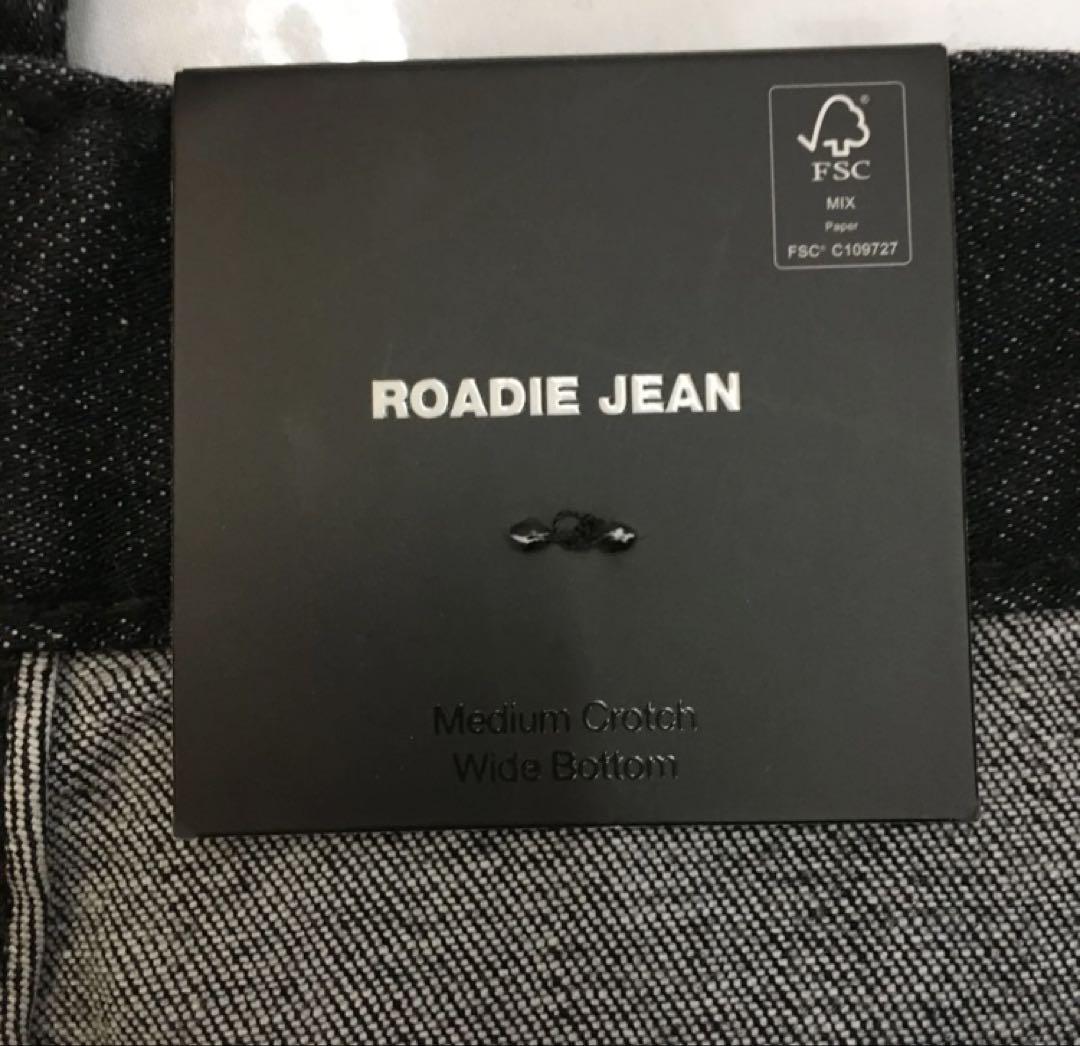 FSC®
MIX
Paper
FSC® C109727
ROADIE JEAN
Medium Crotch
Wide Bottom